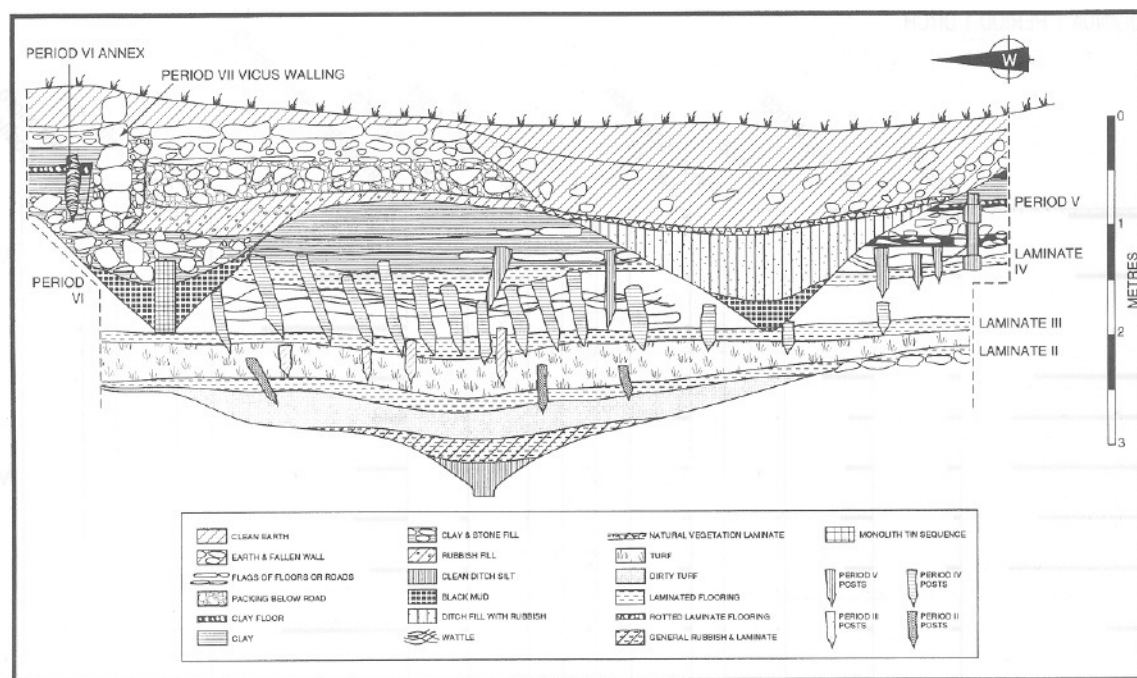 PERIOD VI ANNEX
PERIOD VII VICUS WALLING
W
0
PERIOD V
1
LAMINATE
IV
METRES
PERIOD
VI
LAMINATE III
2
LAMINATE II
3
CLEAN EARTH
EARTH & FALLEN WALL
FLAGS OF FLOORS OR ROADS
PACKING BELOW ROAD
CLAY FLOOR
CLAY
CLAY & STONE FILL
RUBBISH FILL
CLEAN DITCH SILT
BLACK MUD
DITCH FILL WITH RUBBISH
WATTLE
NATURAL VEGETATION LAMINATE
TURF
DIRTY TURF
LAMINATED FLOORING
ROTTED LAMINATE FLOORING
GENERAL RUBBISH & LAMINATE
MONOLITH TIN SEQUENCE
PERIOD V
POSTS
PERIOD IV
POSTS
PERIOD III
POSTS
PERIOD II
POSTS